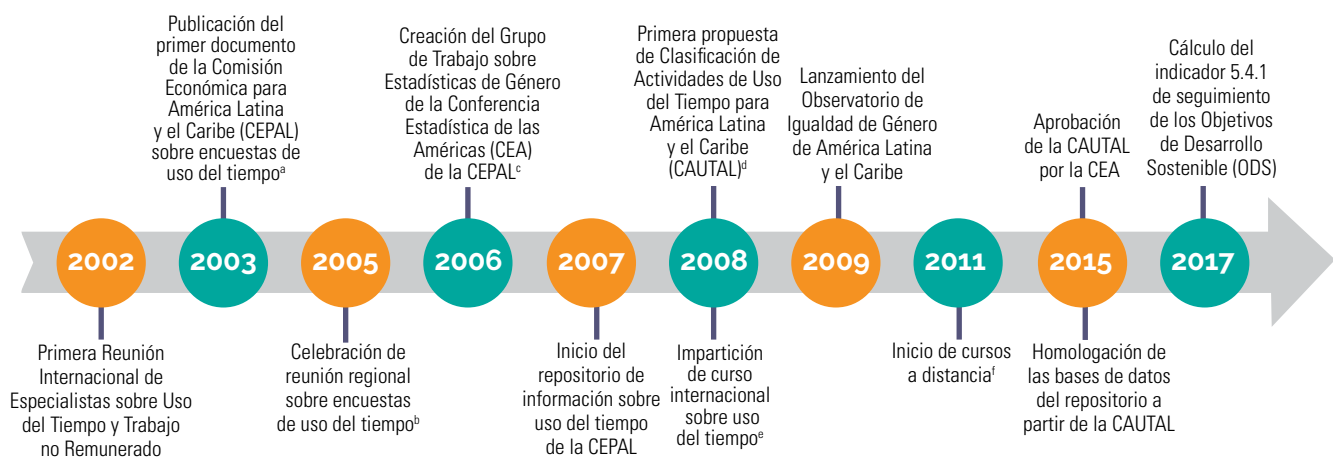 Publicación del
primer documento
de la Comisión
Económica para
América Latina
y el Caribe (CEPAL)
sobre encuestas de
uso del tiempoᵃ
Creación del Grupo
de Trabajo sobre
Estadísticas de Género
de la Conferencia
Estadística de las
Américas (CEA)
de la CEPALᶜ
Primera propuesta
de Clasificación de
Actividades de Uso
del Tiempo para
América Latina
y el Caribe
(CAUTAL)ᵈ
Lanzamiento del
Observatorio de
Igualdad de Género
de América Latina
y el Caribe
Aprobación
de la CAUTAL
por la CEA
Cálculo del
indicador 5.4.1
de seguimiento
de los Objetivos
de Desarrollo
Sostenible (ODS)
2002
2003
2005
2006
2007
2008
2009
2011
2015
2017
Primera Reunión
Internacional de
Especialistas sobre Uso
del Tiempo y Trabajo
no Remunerado
Celebración de
reunión regional
sobre encuestas
de uso del tiempoᵇ
Inicio del
repositorio de
información sobre
uso del tiempo
de la CEPAL
Impartición
de curso
internacional
sobre uso
del tiempoᵉ
Inicio de cursos
a distanciaᶠ
Homologación de
las bases de datos
del repositorio a
partir de la CAUTAL